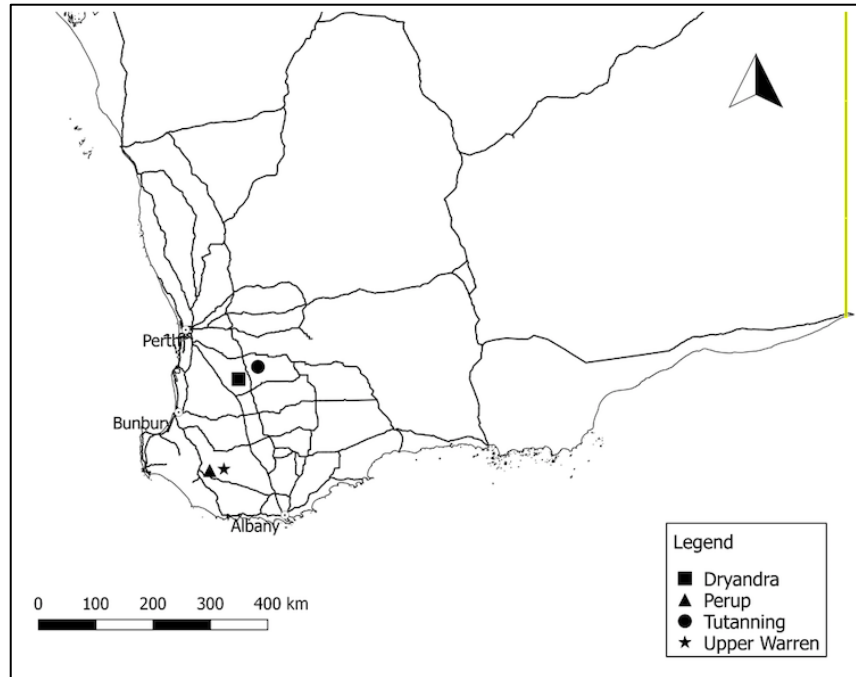 Perth
Bunbury
Albany
Legend
Dryandra
Perup
Tutanning
Upper Warren
0 100 200 300 400 km